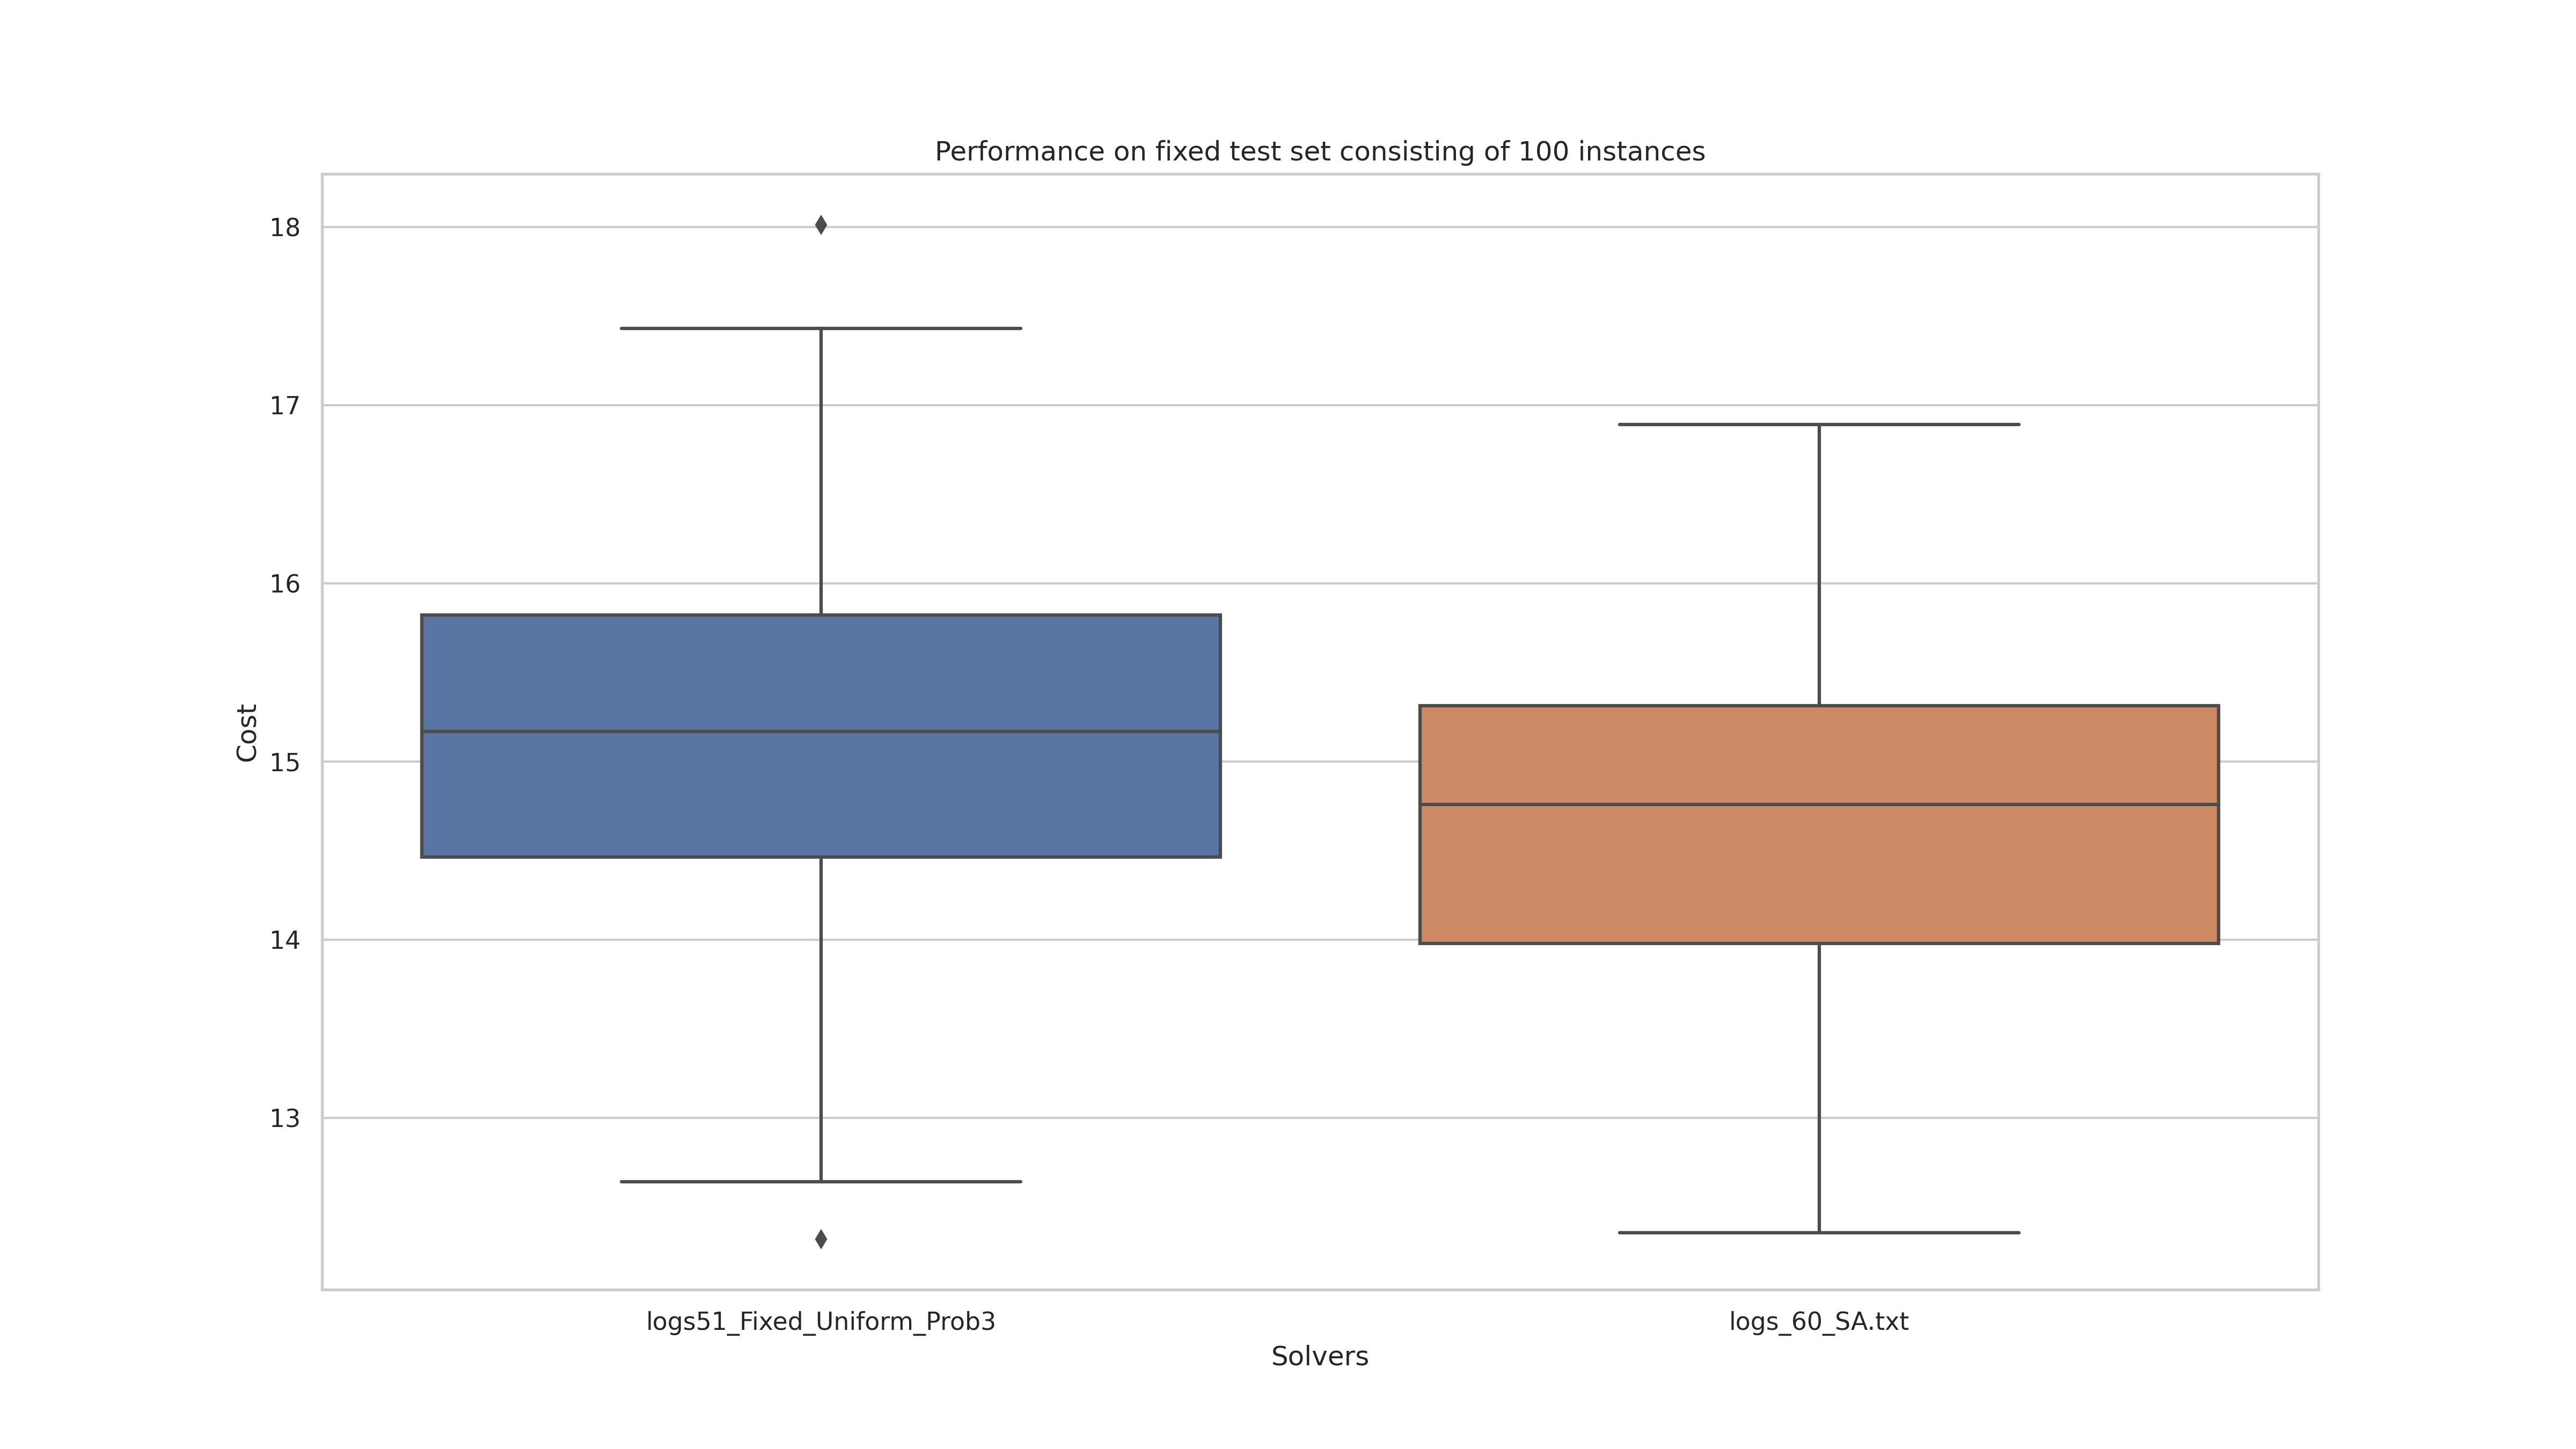 Performance on fixed test set consisting of 100 instances
18
17
16
15
14
13
Cost
logs51_Fixed_Uniform_Prob3
logs_60_SA.txt
Solvers